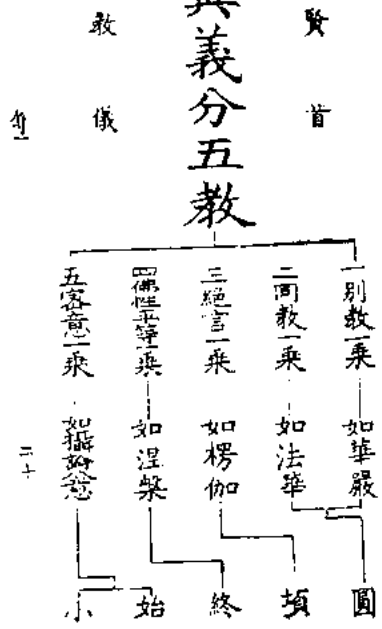 賢首
義分五教
教儀
一別教一乘 如華嚴
二同教一乘 如法華
三絕言一乘 如楞伽
四佛性平等一乘 如涅槃
五密意一乘
圓
頓
終
始
小
二十